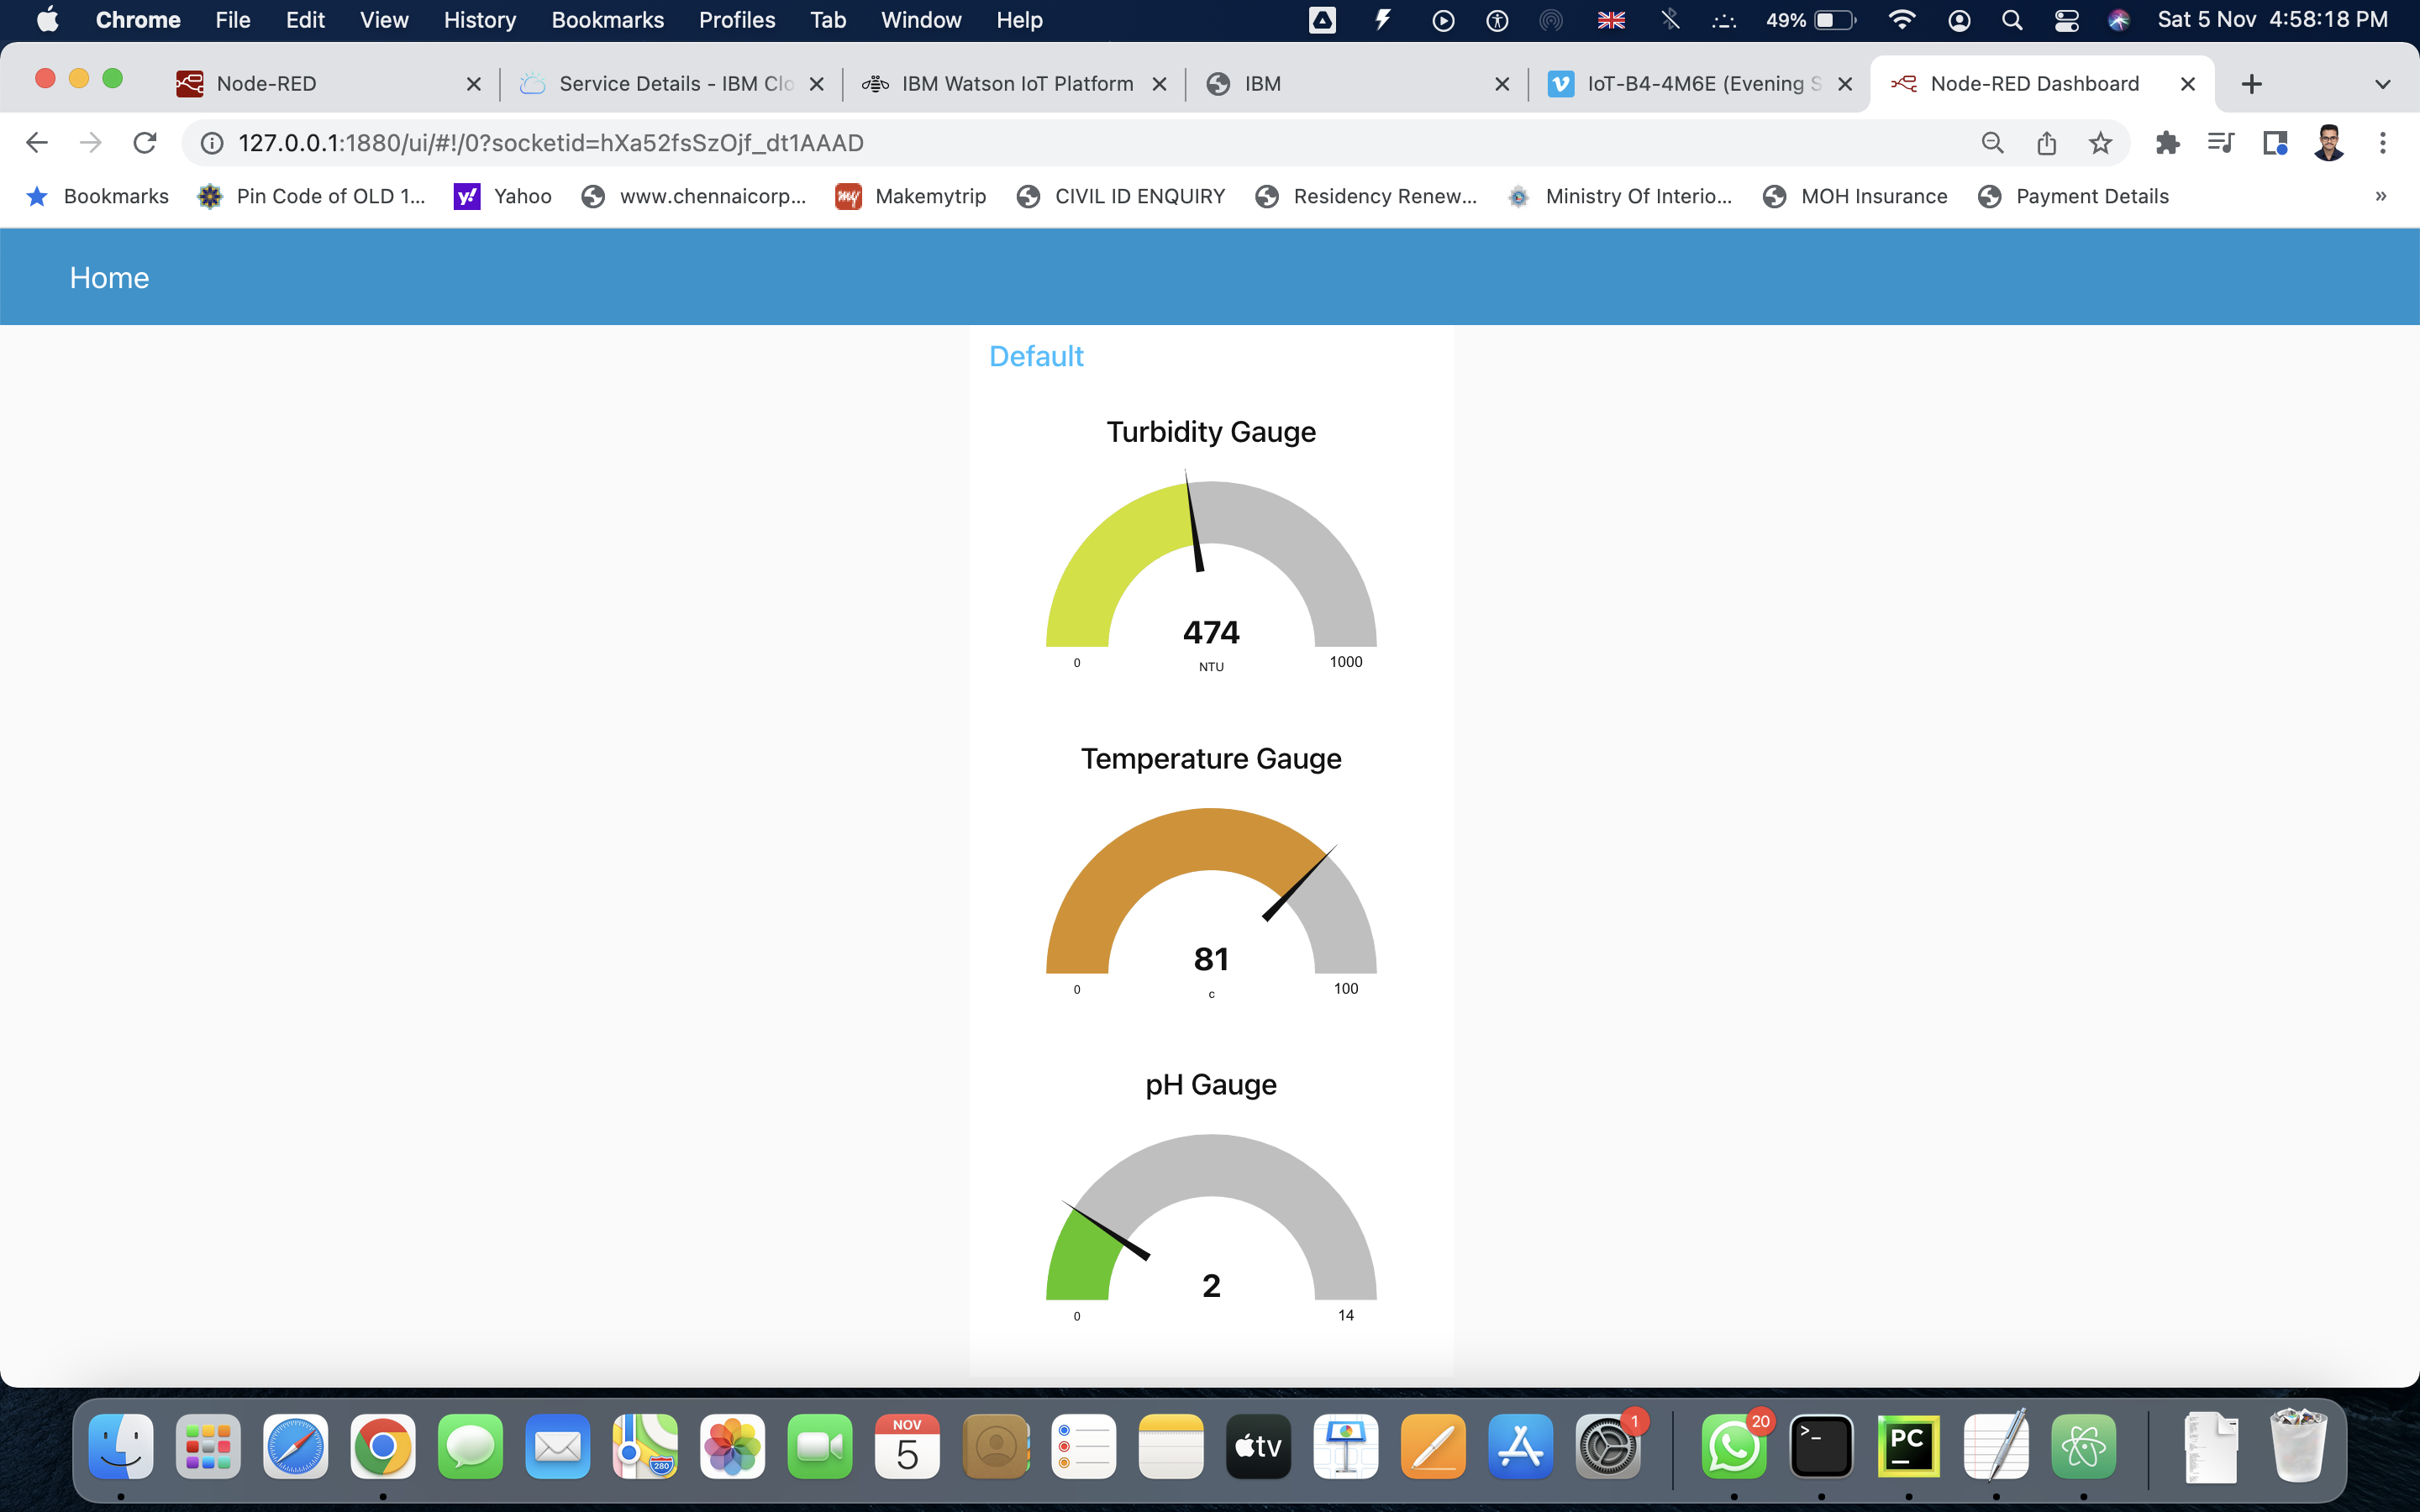 Chrome File Edit View History Bookmarks Profiles Tab Window Help 49% Sat 5 Nov 4:58:18 PM
Node-RED Service Details - IBM Clo IBM Watson IoT Platform IBM IoT-B4-4M6E (Evening S Node-RED Dashboard
127.0.0.1:1880/ui/#!/0?socketid=hXa52fsSzOjf_dt1AAAD
Bookmarks Pin Code of OLD 1... Yahoo www.chennaicorp... my Makemytrip CIVIL ID ENQUIRY Residency Renew... Ministry Of Interio... MOH Insurance Payment Details »
Home
Default
Turbidity Gauge
474
NTU
0 1000
Temperature Gauge
81
c
0 100
pH Gauge
2
0 14
NOV
5
280
tv
1
20
>_
PC